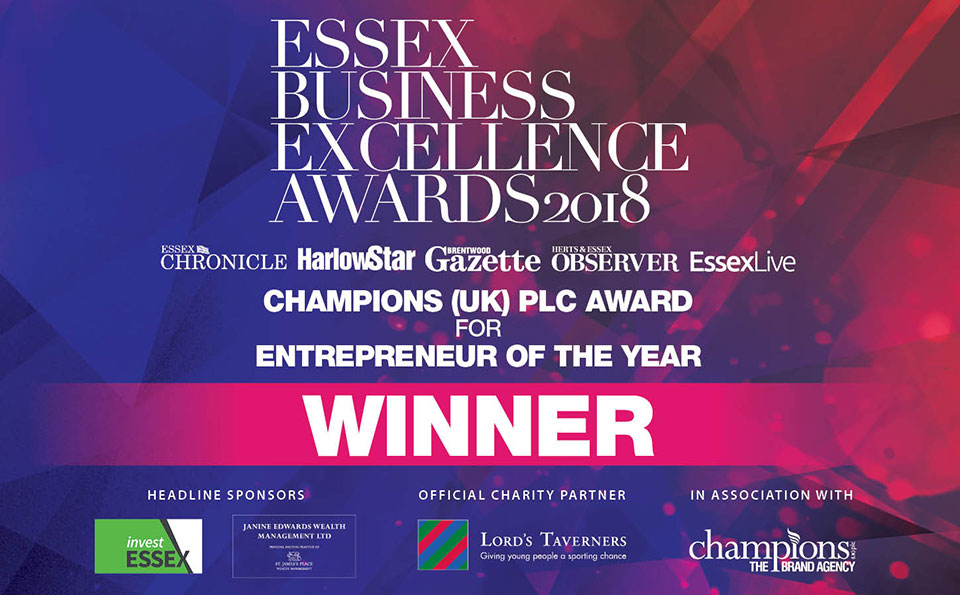 ESSEX
BUSINESS
EXCELLENCE
AWARDS2018
ESSEX CHRONICLE HarlowStar BRENTWOOD Gazette HERTS & ESSEX OBSERVER EssexLive
CHAMPIONS (UK) PLC AWARD
FOR
ENTREPRENEUR OF THE YEAR
WINNER
HEADLINE SPONSORS
invest
ESSEX
JANINE EDWARDS WEALTH
MANAGEMENT LTD
ST. JAMES'S PLACE
WEALTH MANAGEMENT
OFFICIAL CHARITY PARTNER
LORD'S TAVERNERS
Giving young people a sporting chance
IN ASSOCIATION WITH
champions
THE BRAND AGENCY